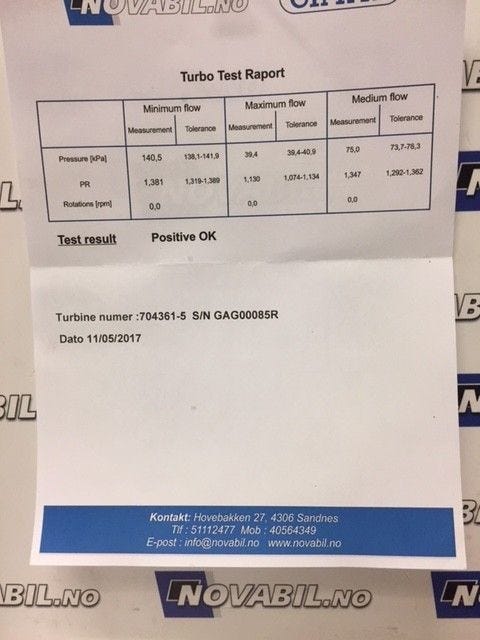 NOVABIL.NO
Turbo Test Raport
Minimum flow Maximum flow Medium flow
Measurement Tolerance Measurement Tolerance Measurement Tolerance
Pressure [kPa] 140,5 138,1-141,9 39,4 39,4-40,9 75,0 73,7-76,3
PR 1,381 1,319-1,389 1,130 1,074-1,134 1,347 1,292-1,362
Rotations [rpm] 0,0 0,0 0,0
Test result Positive OK
Turbine numer :704361-5 S/N GAG00085R
Dato 11/05/2017
Kontakt: Hovebakken 27, 4306 Sandnes
Tlf : 51112477 Mob : 40564349
E-post : info@novabil.no www.novabil.no
NOVABIL.NO
NOVABIL.NO